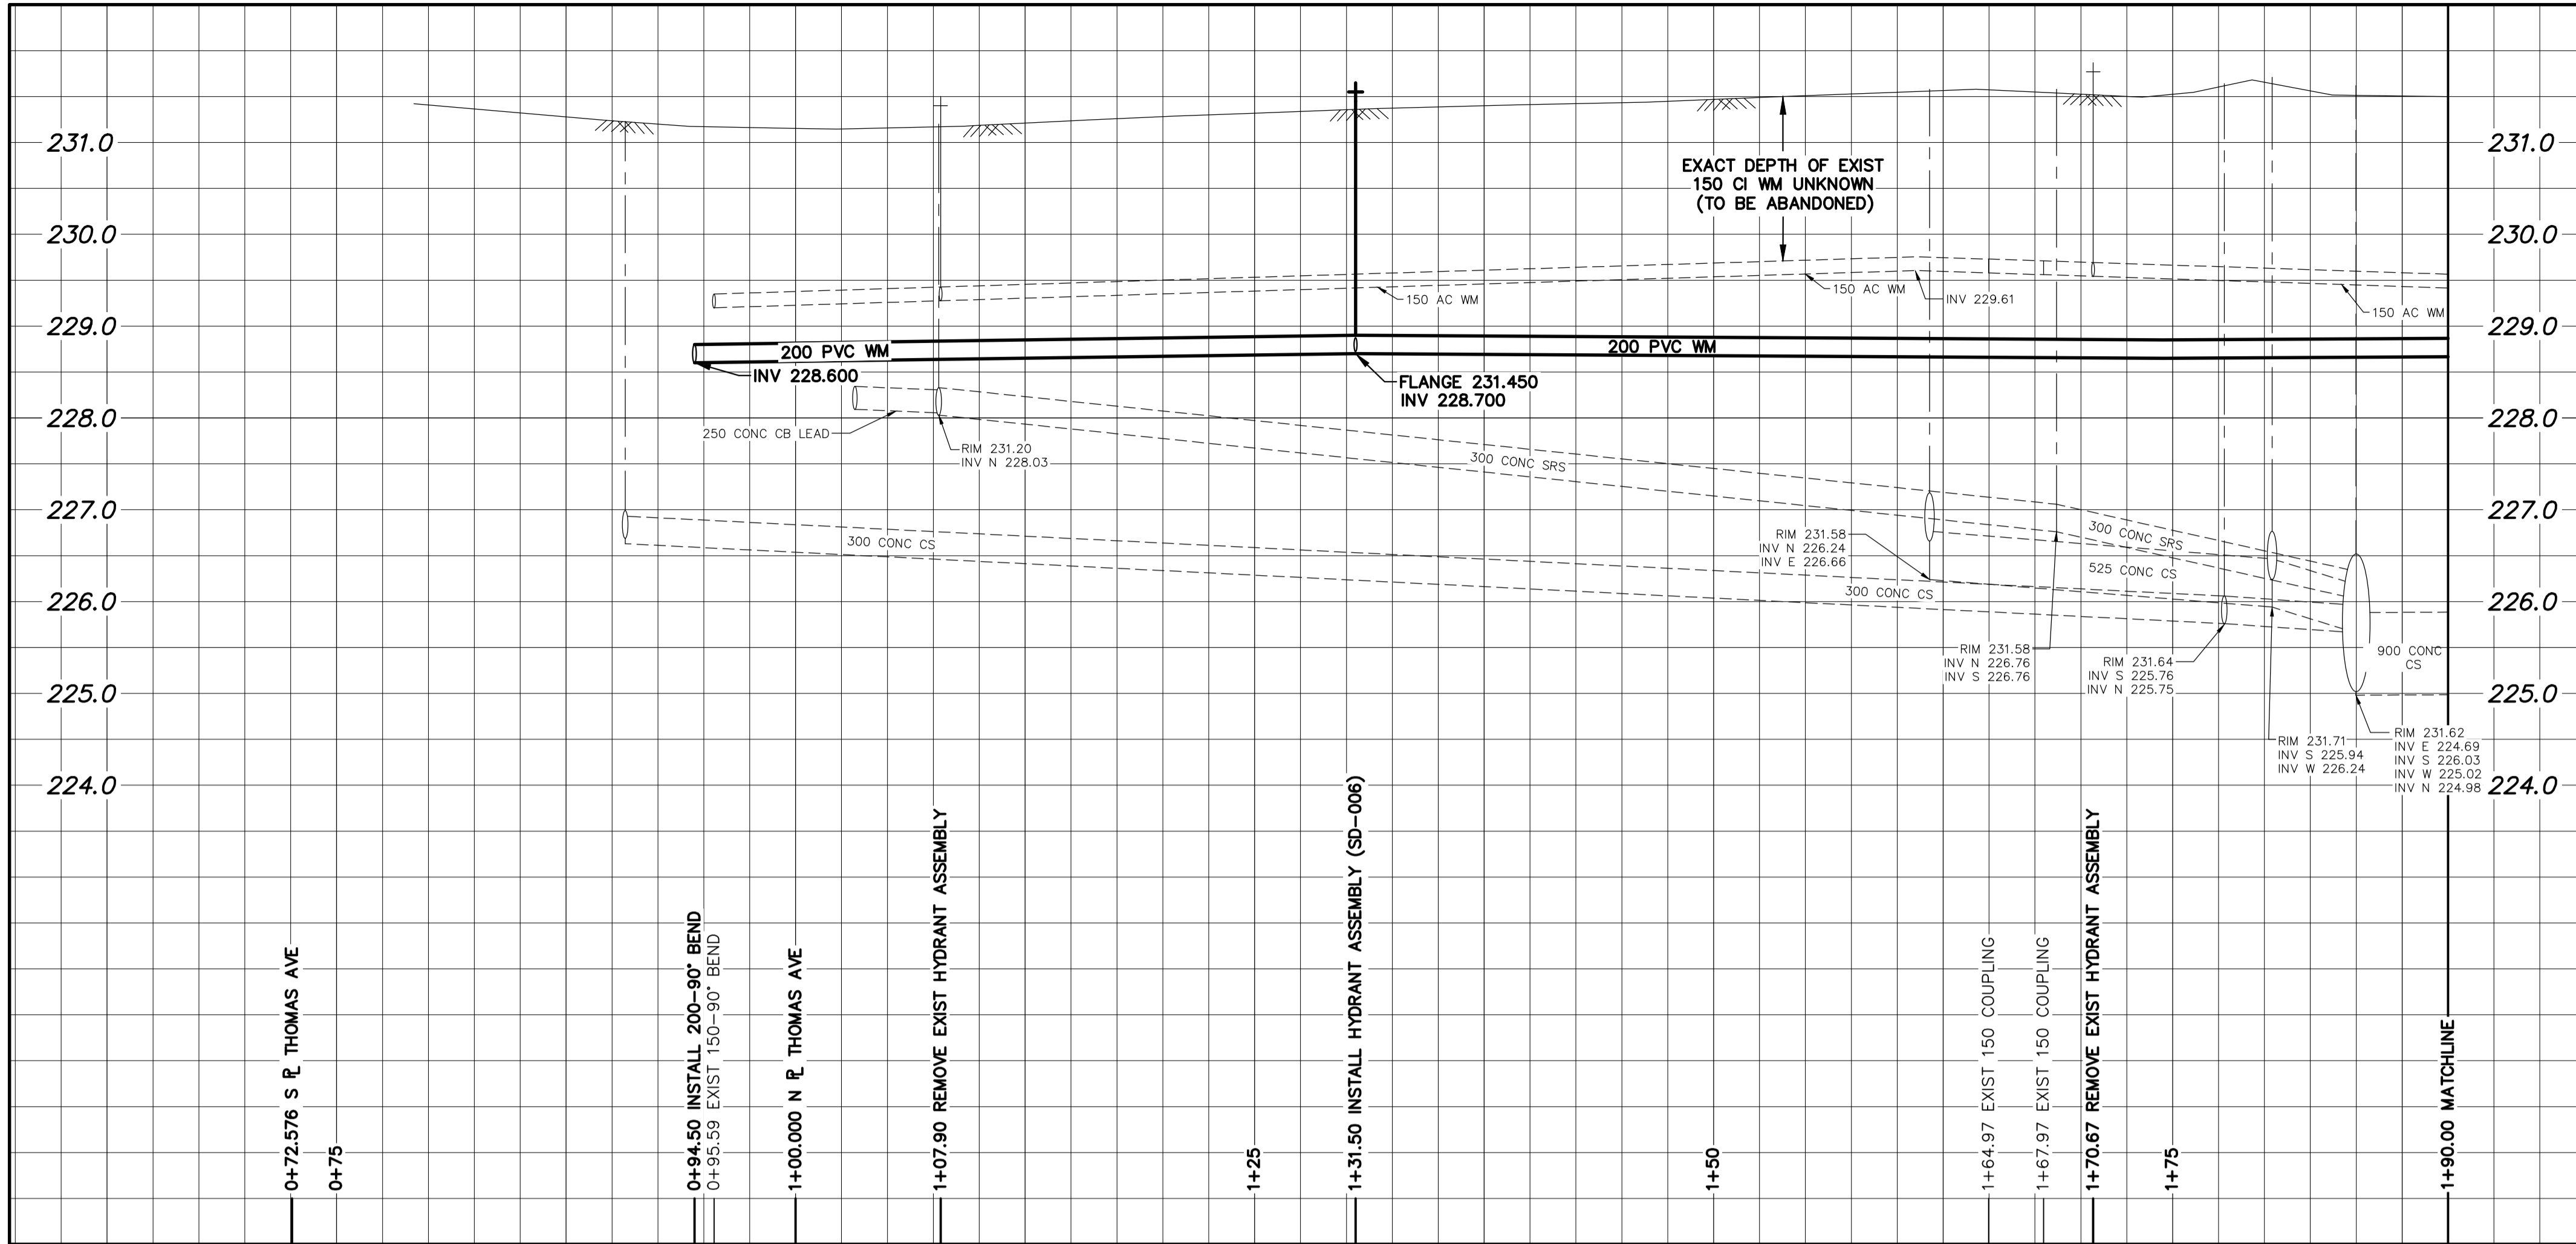 231.0
231.0
EXACT DEPTH OF EXIST
150 CI WM UNKNOWN
(TO BE ABANDONED)
230.0
230.0
150 AC WM
150 AC WM
INV 229.61
150 AC WM
229.0
229.0
200 PVC WM
200 PVC WM
INV 228.600
FLANGE 231.450
INV 228.700
228.0
228.0
250 CONC CB LEAD
RIM 231.20
INV N 228.03
300 CONC SRS
227.0
227.0
300 CONC CS
RIM 231.58
INV N 226.24
INV E 226.66
300 CONC SRS
525 CONC CS
300 CONC CS
226.0
226.0
RIM 231.58
INV N 226.76
INV S 226.76
RIM 231.64
INV S 225.76
INV N 225.75
900 CONC
CS
225.0
225.0
RIM 231.71
INV S 225.94
INV W 226.24
RIM 231.62
INV E 224.69
INV S 226.03
INV W 225.02
INV N 224.98
224.0
224.0
0+72.576 S PL THOMAS AVE
0+75
0+94.50 INSTALL 200-90° BEND
0+95.59 EXIST 150-90° BEND
1+00.000 N PL THOMAS AVE
1+07.90 REMOVE EXIST HYDRANT ASSEMBLY
1+25
1+31.50 INSTALL HYDRANT ASSEMBLY (SD-006)
1+50
1+64.97 EXIST 150 COUPLING
1+67.97 EXIST 150 COUPLING
1+70.67 REMOVE EXIST HYDRANT ASSEMBLY
1+75
1+90.00 MATCHLINE